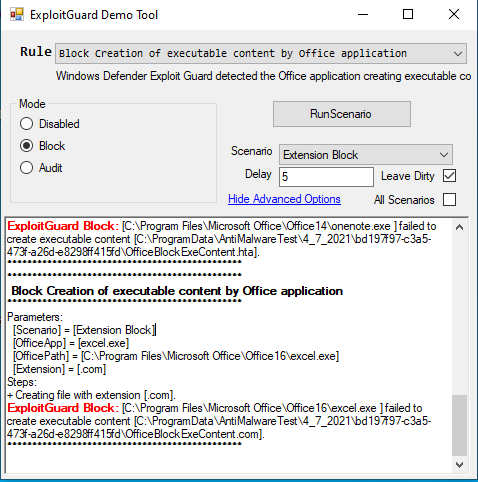 ExploitGuard Demo Tool
Rule
Block Creation of executable content by Office application
Windows Defender Exploit Guard detected the Office application creating executable co
Mode
Disabled
Block
Audit
RunScenario
Scenario
Extension Block
Delay
5
Leave Dirty
Hide Advanced Options
All Scenarios
ExploitGuard Block: [C:\Program Files\Microsoft Office\Office14\onenote.exe ] failed to
create executable content [C:\ProgramData\AntiMalwareTest\4_7_2021\bd197f97-c3a5-
473f-a26d-e8298ff415fd\OfficeBlockExeContent.hta].
***********************************************
***********************************************
Block Creation of executable content by Office application
***********************************************
Parameters:
[Scenario] = [Extension Block]
[OfficeApp] = [excel.exe]
[OfficePath] = [C:\Program Files\Microsoft Office\Office16\excel.exe]
[Extension] = [.com]
Steps:
+ Creating file with extension [.com].
ExploitGuard Block: [C:\Program Files\Microsoft Office\Office16\excel.exe ] failed to
create executable content [C:\ProgramData\AntiMalwareTest\4_7_2021\bd197f97-c3a5-
473f-a26d-e8298ff415fd\OfficeBlockExeContent.com].
***********************************************